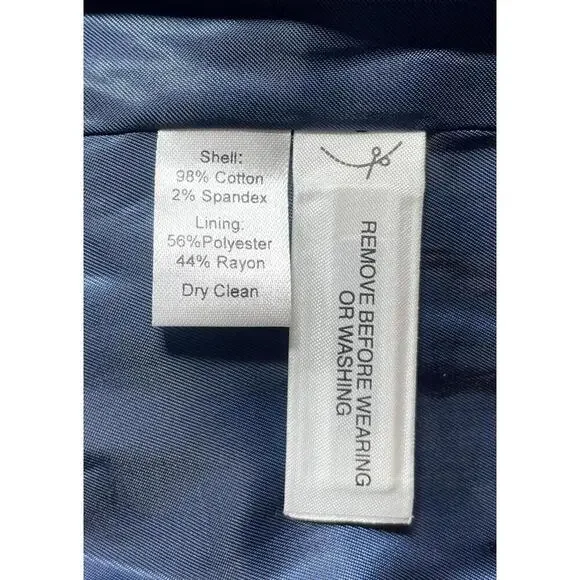 Shell:
98% Cotton
2% Spandex
Lining:
56%Polyester
44% Rayon
Dry Clean
REMOVE BEFORE WEARING
OR WASHING